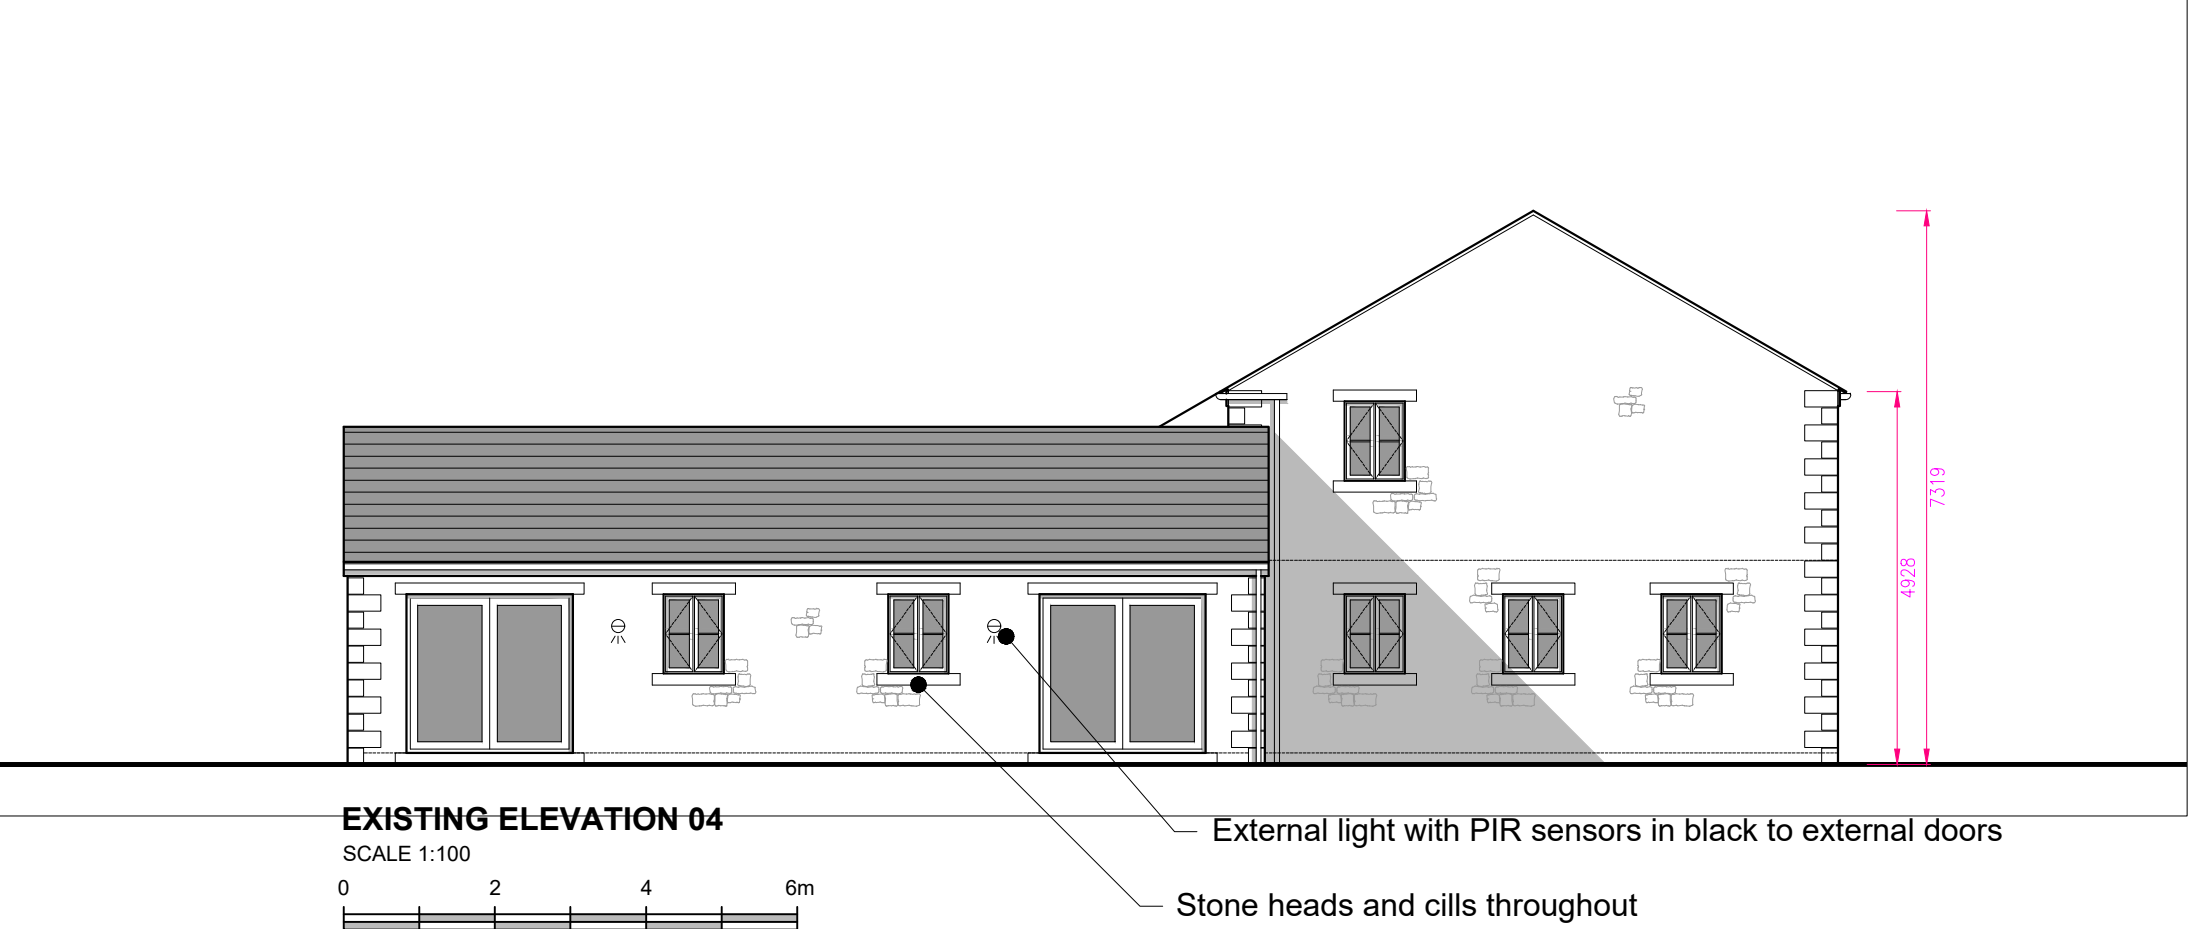 7319
4928
EXISTING ELEVATION 04
SCALE 1:100
0 2 4 6m
External light with PIR sensors in black to external doors
Stone heads and cills throughout